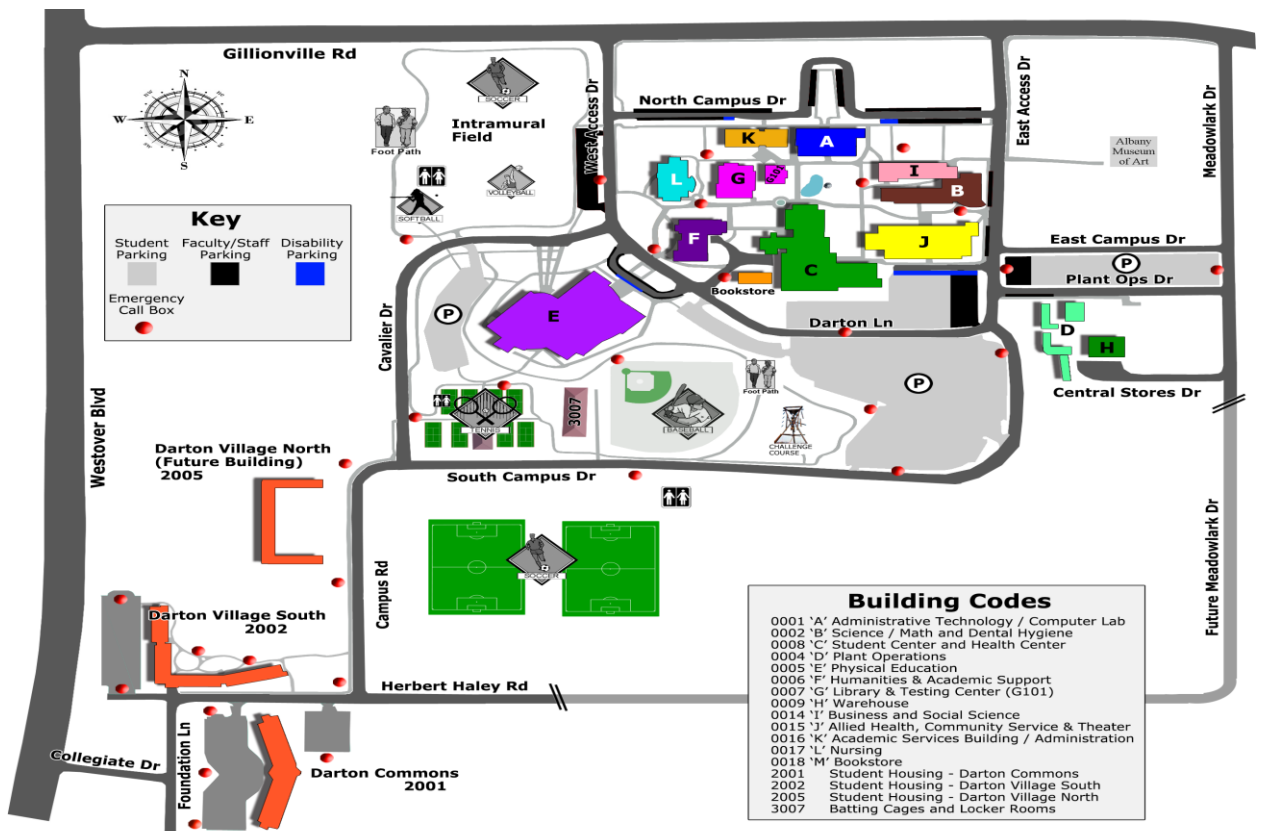 Gillionville Rd
N
W
E
S
SOCCER
Intramural
Field
Foot Path
VOLLEYBALL
SOFTBALL
West Access Dr
North Campus Dr
East Access Dr
Meadowlark Dr
Albany
Museum
of Art
K
A
L
G
G101
I
B
F
C
J
Bookstore
East Campus Dr
P
Plant Ops Dr
Key
Student
Parking
Faculty/Staff
Parking
Disability
Parking
Emergency
Call Box
Cavalier Dr
P
E
Darton Ln
P
D
H
Central Stores Dr
Westover Blvd
TENNIS
3007
BASEBALL
Foot Path
CHALLENGE
COURSE
Darton Village North
(Future Building)
2005
South Campus Dr
SOCCER
Campus Rd
Future Meadowlark Dr
Darton Village South
2002
Herbert Haley Rd
Foundation Ln
Collegiate Dr
Darton Commons
2001
Building Codes
0001 ‘A’ Administrative Technology / Computer Lab
0002 ‘B’ Science / Math and Dental Hygiene
0008 ‘C’ Student Center and Health Center
0004 ‘D’ Plant Operations
0005 ‘E’ Physical Education
0006 ‘F’ Humanities & Academic Support
0007 ‘G’ Library & Testing Center (G101)
0009 ‘H’ Warehouse
0014 ‘I’ Business and Social Science
0015 ‘J’ Allied Health, Community Service & Theater
0016 ‘K’ Academic Services Building / Administration
0017 ‘L’ Nursing
0018 ‘M’ Bookstore
2001 Student Housing - Darton Commons
2002 Student Housing - Darton Village South
2005 Student Housing - Darton Village North
3007 Batting Cages and Locker Rooms